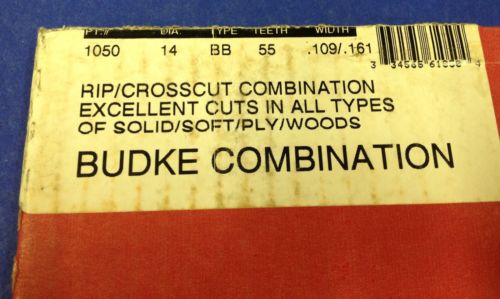 PT.# DIA. TYPE TEETH WIDTH
1050 14 BB 55 .109/.161
RIP/CROSSCUT COMBINATION
EXCELLENT CUTS IN ALL TYPES
OF SOLID/SOFT/PLY/WOODS
BUDKE COMBINATION